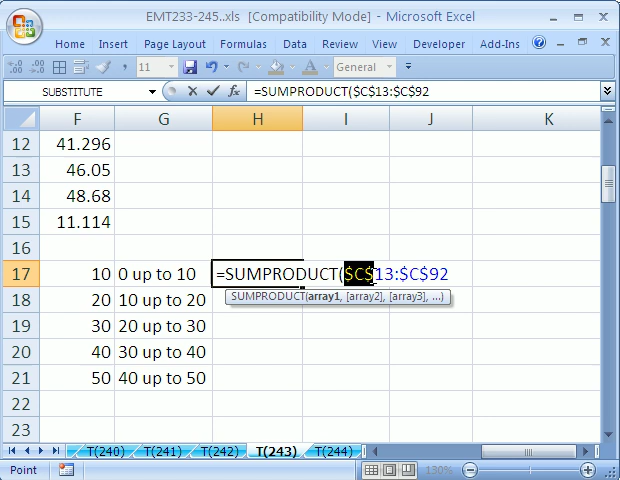 EMT233-245..xls [Compatibility Mode] - Microsoft Excel
Home Insert Page Layout Formulas Data Review Developer Add-Ins
11 General
SUBSTITUTE =SUMPRODUCT($C$13:$C$92
F G H I J K
12 41.296
13 46.05
14 48.68
15 11.114
16
17 10 0 up to 10 =SUMPRODUCT($C$13:$C$92
SUMPRODUCT(array1, [array2], [array3], ...)
18 20 10 up to 20
19 30 20 up to 30
20 40 30 up to 40
21 50 40 up to 50
22
23
T(240) T(241) T(242) T(243) T(244)
Point 130%